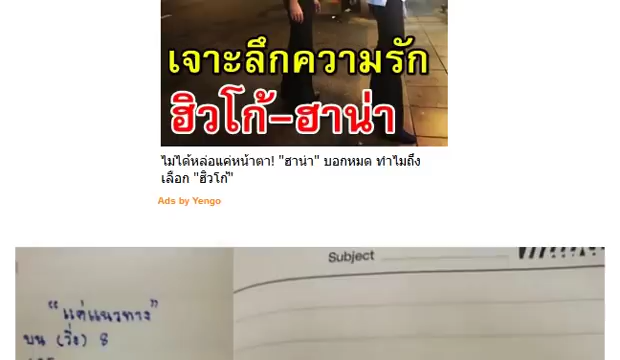 เจาะลึกความรัก
ฮิวโก้-ฮาน่า
ไม่ได้หล่อแค่หน้าตา! "ฮาน่า" บอกหมด ทำไมถึง
เลือก "ฮิวโก้"
Ads by Yengo
Subject
"แค่แนวทาง"
บน (วิ่ง) 8